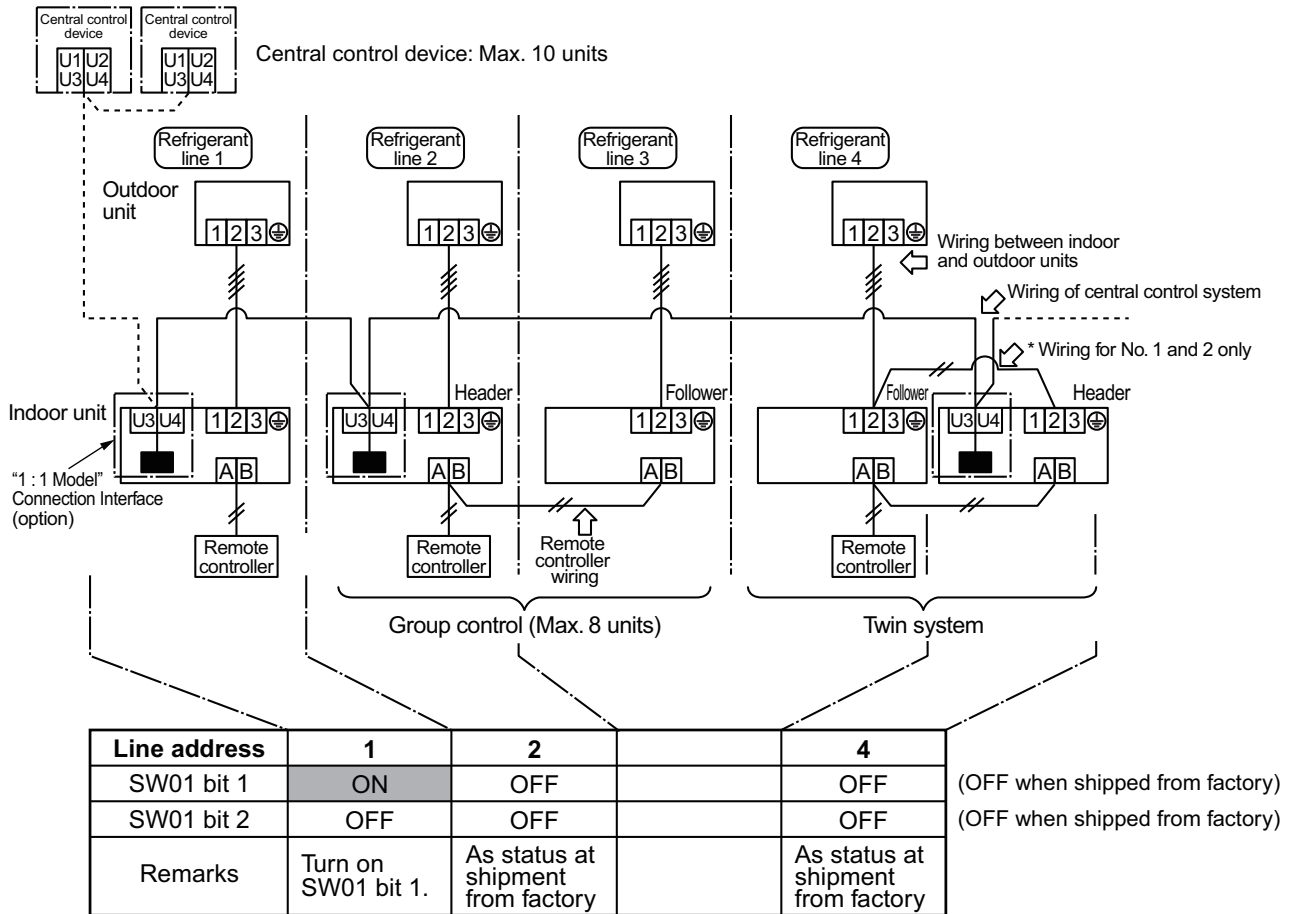 Central control
device
U1 U2
U3 U4
Central control
device
U1 U2
U3 U4
Central control device: Max. 10 units
Refrigerant
line 1
Refrigerant
line 2
Refrigerant
line 3
Refrigerant
line 4
Outdoor
unit
1 2 3
1 2 3
1 2 3
1 2 3
Wiring between indoor
and outdoor units
Wiring of central control system
* Wiring for No. 1 and 2 only
Header
Follower
Follower
Header
Indoor unit
U3 U4
1 2 3
U3 U4
1 2 3
1 2 3
1 2 3
U3 U4
1 2 3
A B
A B
A B
A B
A B
"1 : 1 Model"
Connection Interface
(option)
Remote
controller
Remote
controller
Remote
controller
wiring
Remote
controller
Group control (Max. 8 units)
Twin system
Line address 1 2 4
SW01 bit 1 ON OFF OFF (OFF when shipped from factory)
SW01 bit 2 OFF OFF OFF (OFF when shipped from factory)
Remarks
Turn on
SW01 bit 1.
As status at
shipment
from factory
As status at
shipment
from factory